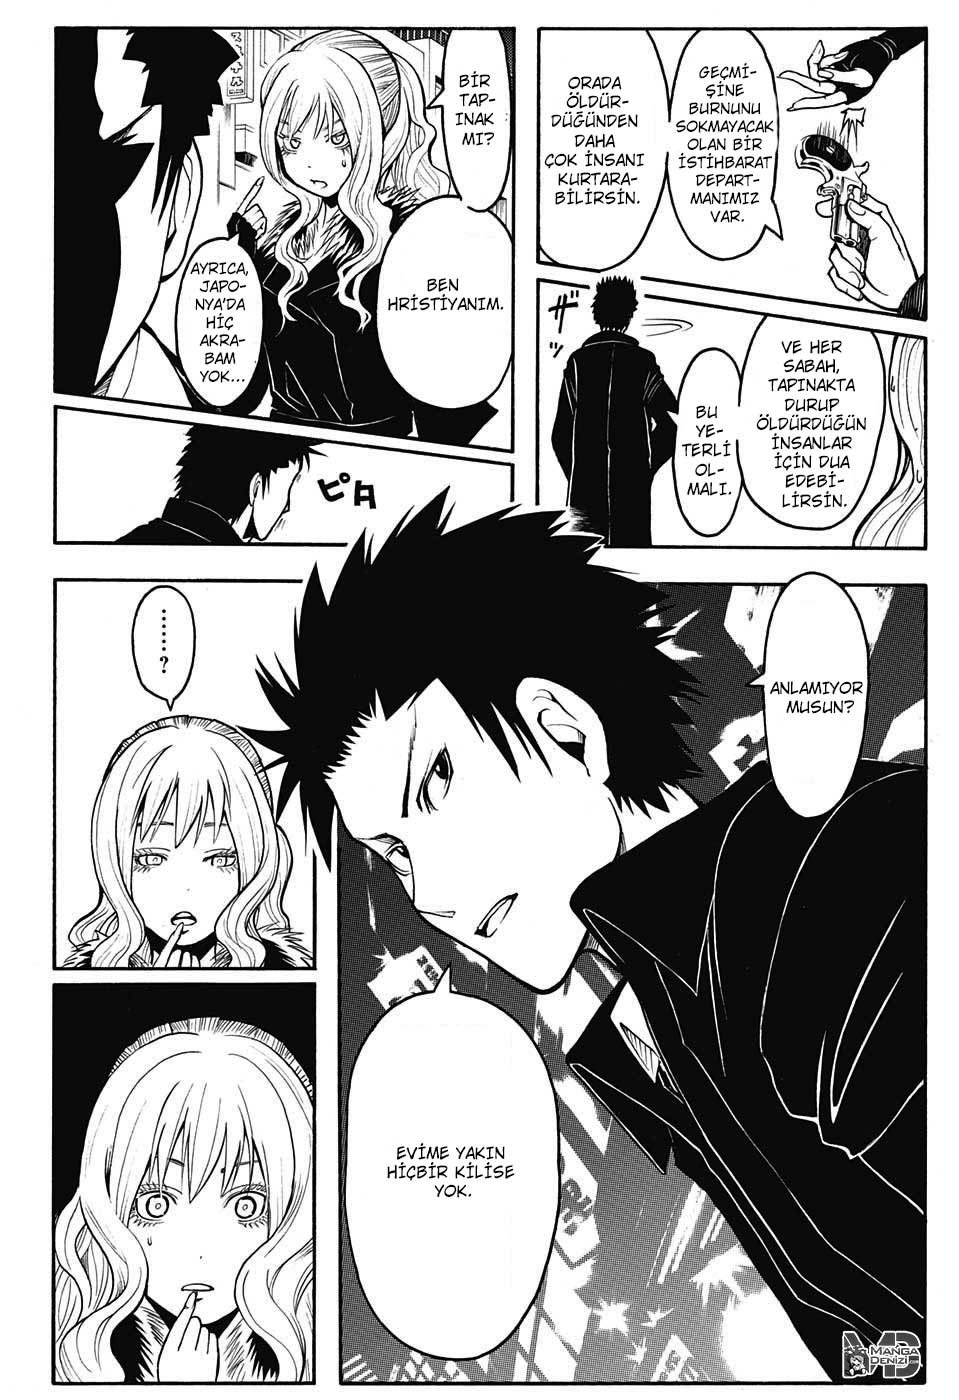 GEÇMİ-
ŞİNE
BURNUNU
SOKMAYACAK
OLAN BİR
İSTİHBARAT
DEPART-
MANIMIZ
VAR.
ORADA
ÖLDÜR-
DÜĞÜNDEN
DAHA
ÇOK İNSANI
KURTARA-
BİLİRSİN.
VE HER
SABAH,
TAPINAKTA
DURUP
ÖLDÜRDÜĞÜN
İNSANLAR
İÇİN DUA
EDEBİ-
LİRSİN.
BU
YE-
TERLİ
OL-
MALI.
ザッ
BİR
TAP-
INAK
MI?
BEN
HRİSTİYANIM.
AYRICA,
JAPO-
NYA'DA
HİÇ
AKRA-
BAM
YOK...
ピタ
ANLAMIYOR
MUSUN?
.......?
EVİME YAKIN
HİÇBİR KİLİSE
YOK.
MANGA
DENİZİ